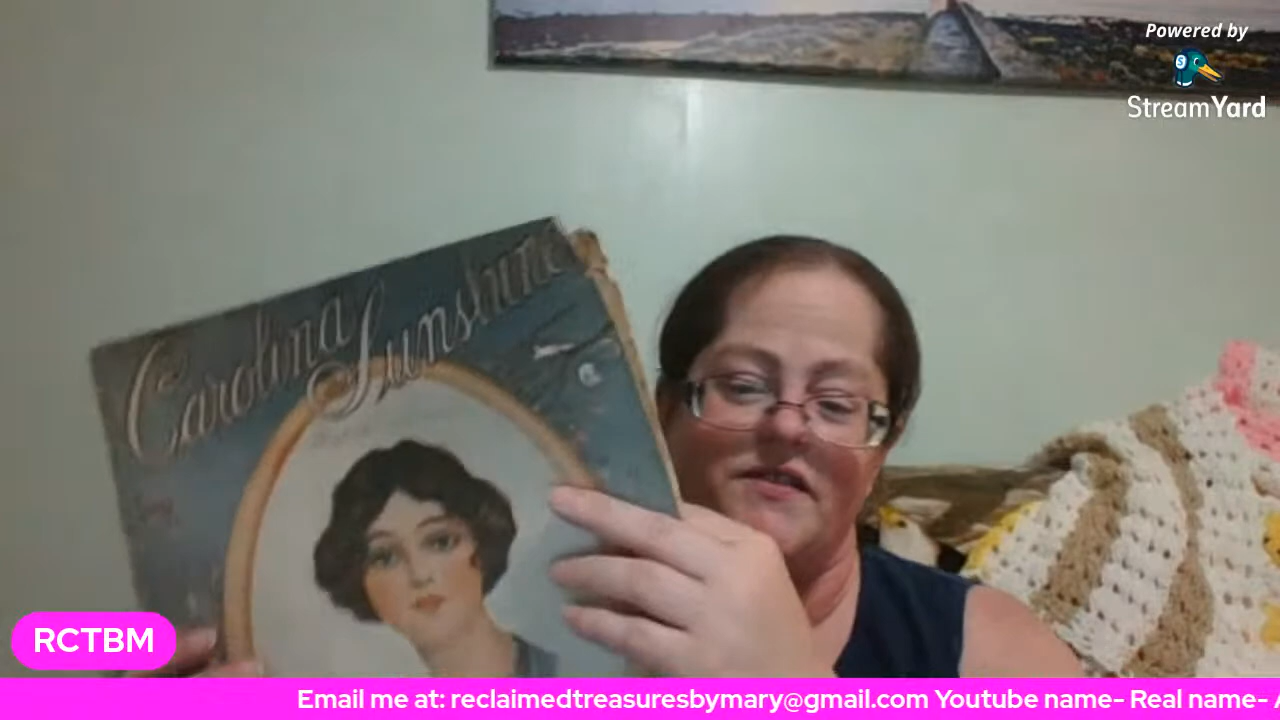 Powered by
StreamYard
Carolina
Sunshine
RCTBM
Email me at: reclaimedtreasuresbymary@gmail.com Youtube name- Real name-